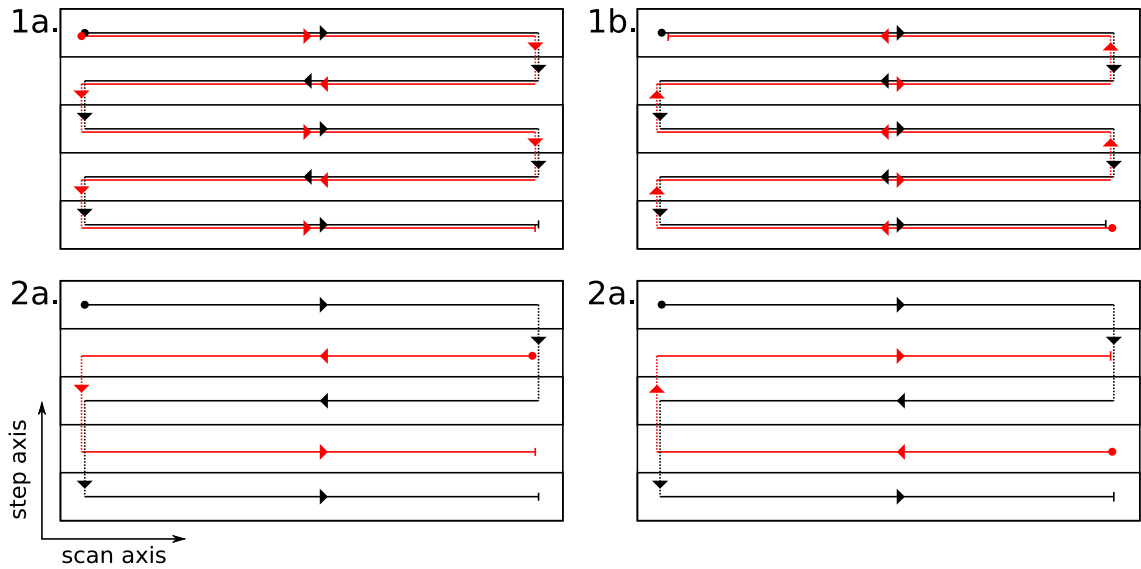 1a.
1b.
2a.
2a.
step axis
scan axis